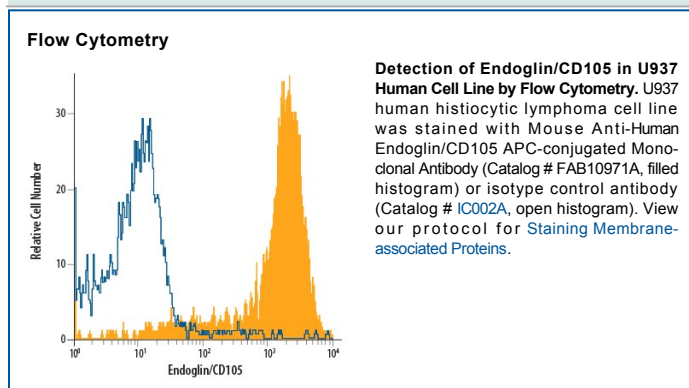 Flow Cytometry
Detection of Endoglin/CD105 in U937
Human Cell Line by Flow Cytometry. U937
human histiocytic lymphoma cell line
was stained with Mouse Anti-Human
Endoglin/CD105 APC-conjugated Mono-
clonal Antibody (Catalog # FAB10971A, filled
histogram) or isotype control antibody
(Catalog # IC002A, open histogram). View
our protocol for Staining Membrane-
associated Proteins.
Relative Cell Number
30
20
10
0
10⁰ 10¹ 10² 10³ 10⁴
Endoglin/CD105